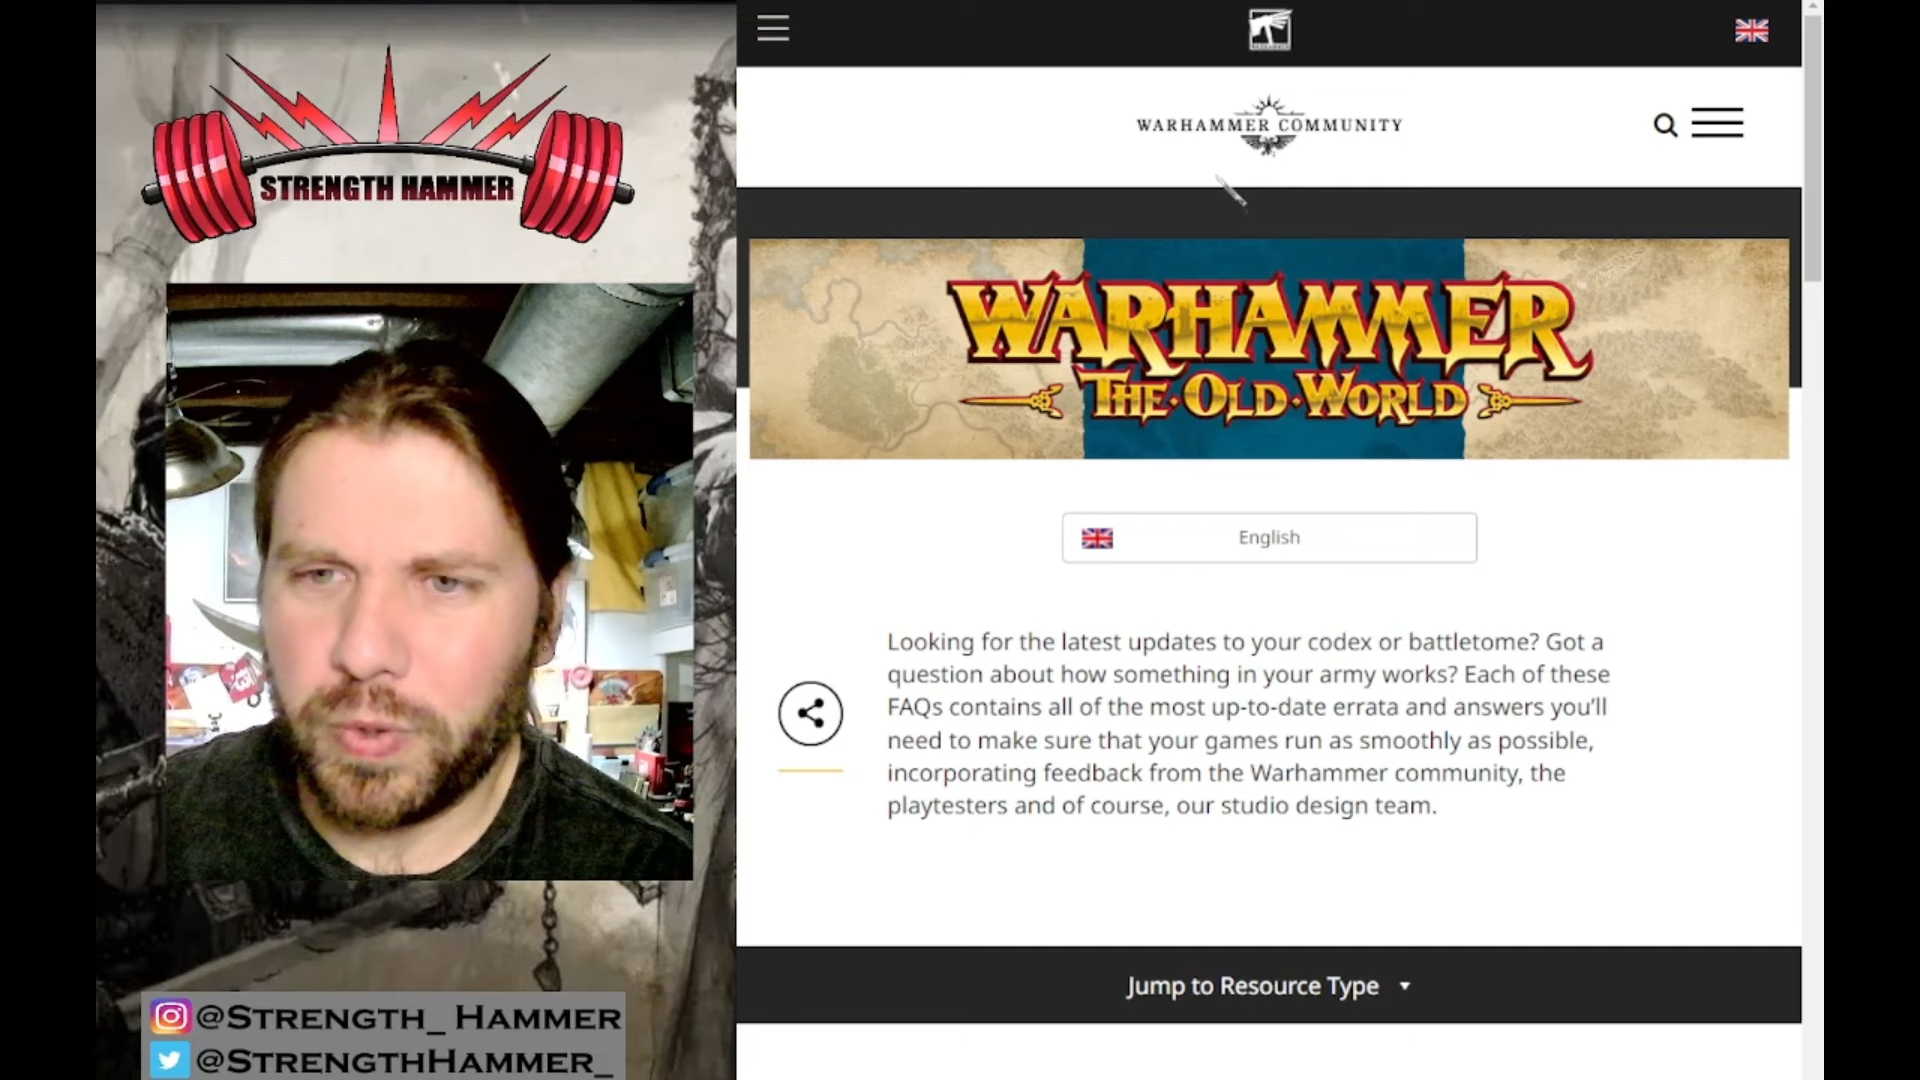 STRENGTH HAMMER
@STRENGTH_ HAMMER
@STRENGTHHAMMER_
WARHAMMER COMMUNITY
WARHAMMER
THE·OLD·WORLD
English
Looking for the latest updates to your codex or battletome? Got a
question about how something in your army works? Each of these
FAQs contains all of the most up-to-date errata and answers you’ll
need to make sure that your games run as smoothly as possible,
incorporating feedback from the Warhammer community, the
playtesters and of course, our studio design team.
Jump to Resource Type